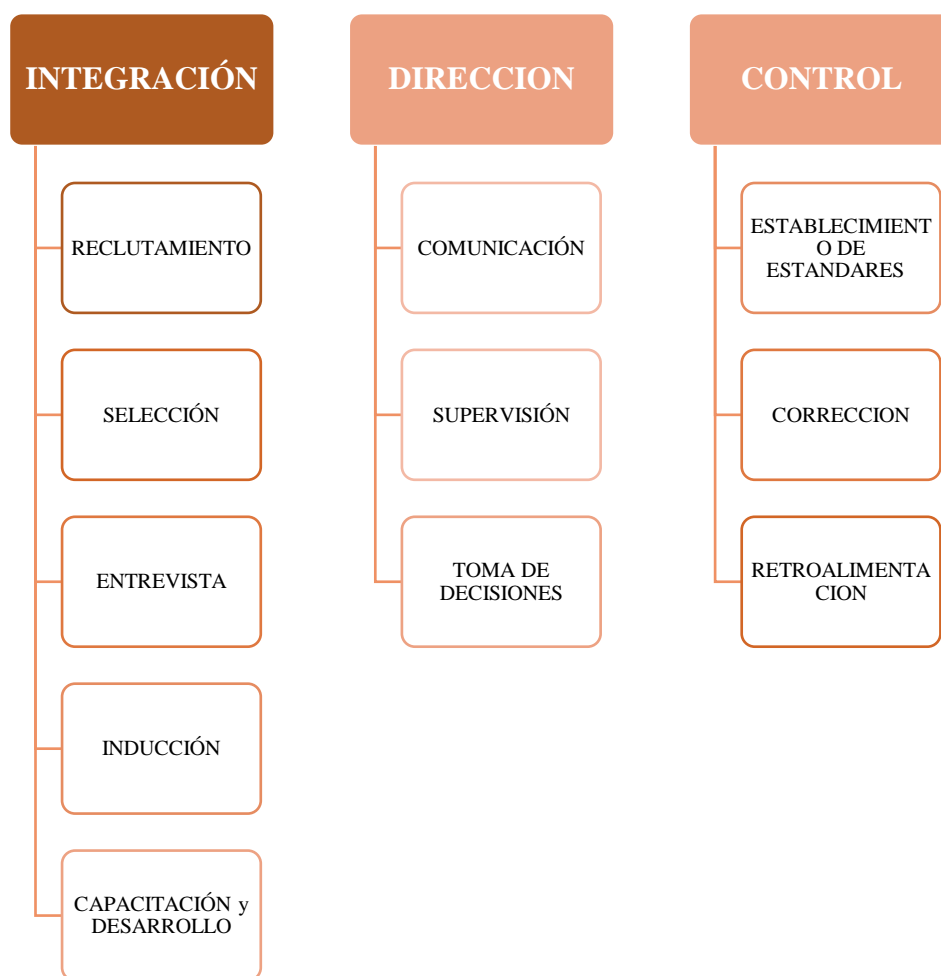 INTEGRACIÓN
RECLUTAMIENTO
SELECCIÓN
ENTREVISTA
INDUCCIÓN
CAPACITACIÓN y
DESARROLLO
DIRECCION
COMUNICACIÓN
SUPERVISIÓN
TOMA DE
DECISIONES
CONTROL
ESTABLECIMIENT
O DE
ESTANDARES
CORRECCION
RETROALIMENTA
CION